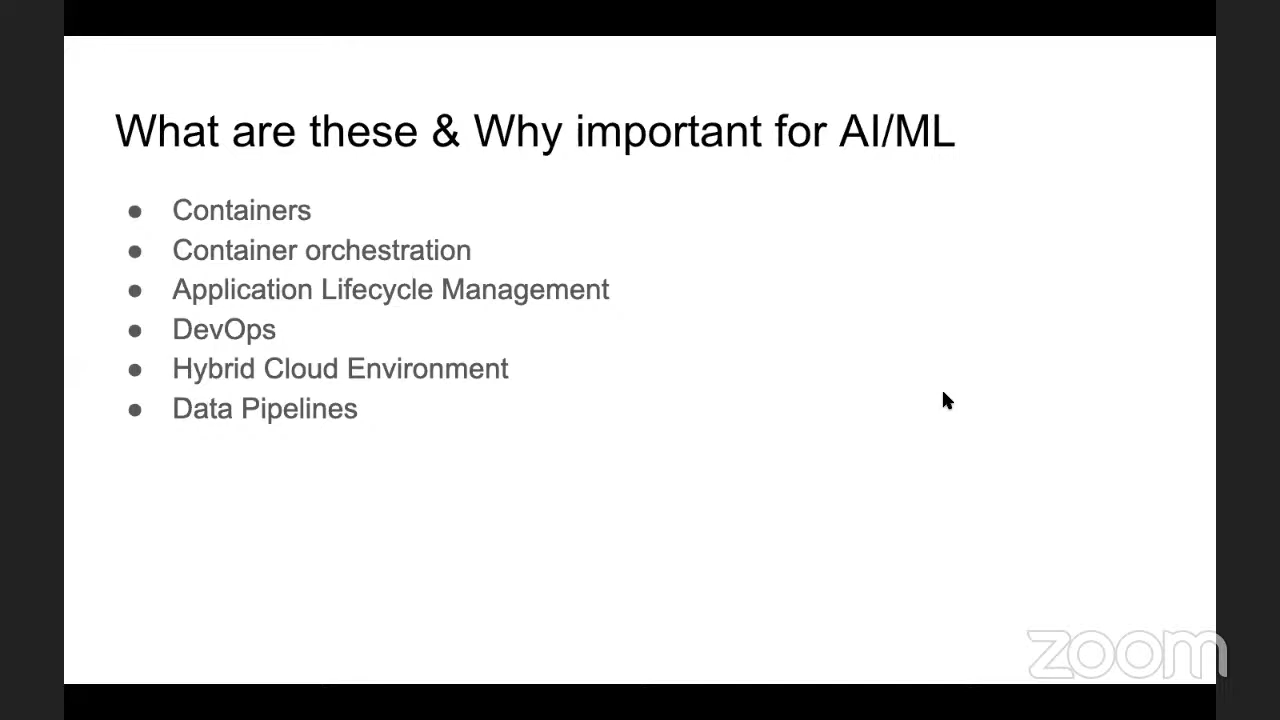 What are these & Why important for AI/ML
● Containers
● Container orchestration
● Application Lifecycle Management
● DevOps
● Hybrid Cloud Environment
● Data Pipelines
zoom